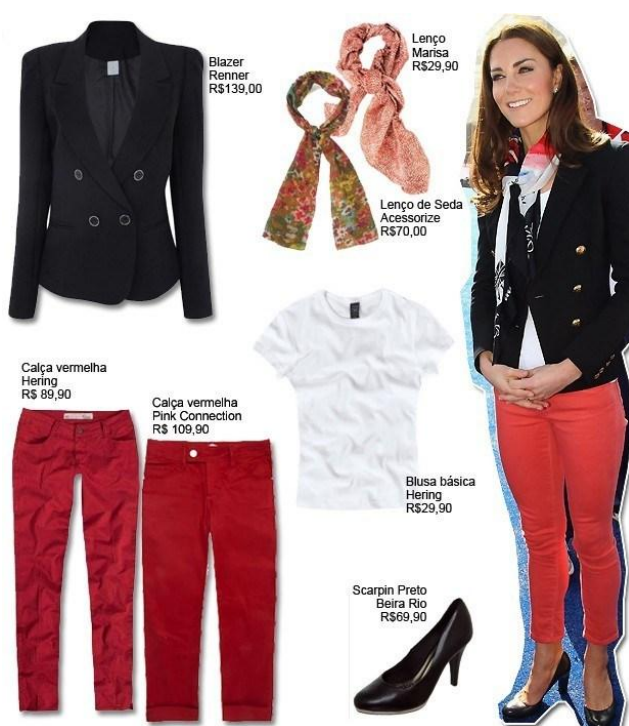 Blazer
Renner
R$139,00
Lenço
Marisa
R$29,90
Lenço de Seda
Acessorize
R$70,00
Calça vermelha
Hering
R$ 89,90
Calça vermelha
Pink Connection
R$ 109,90
Blusa básica
Hering
R$29,90
Scarpin Preto
Beira Rio
R$69,90